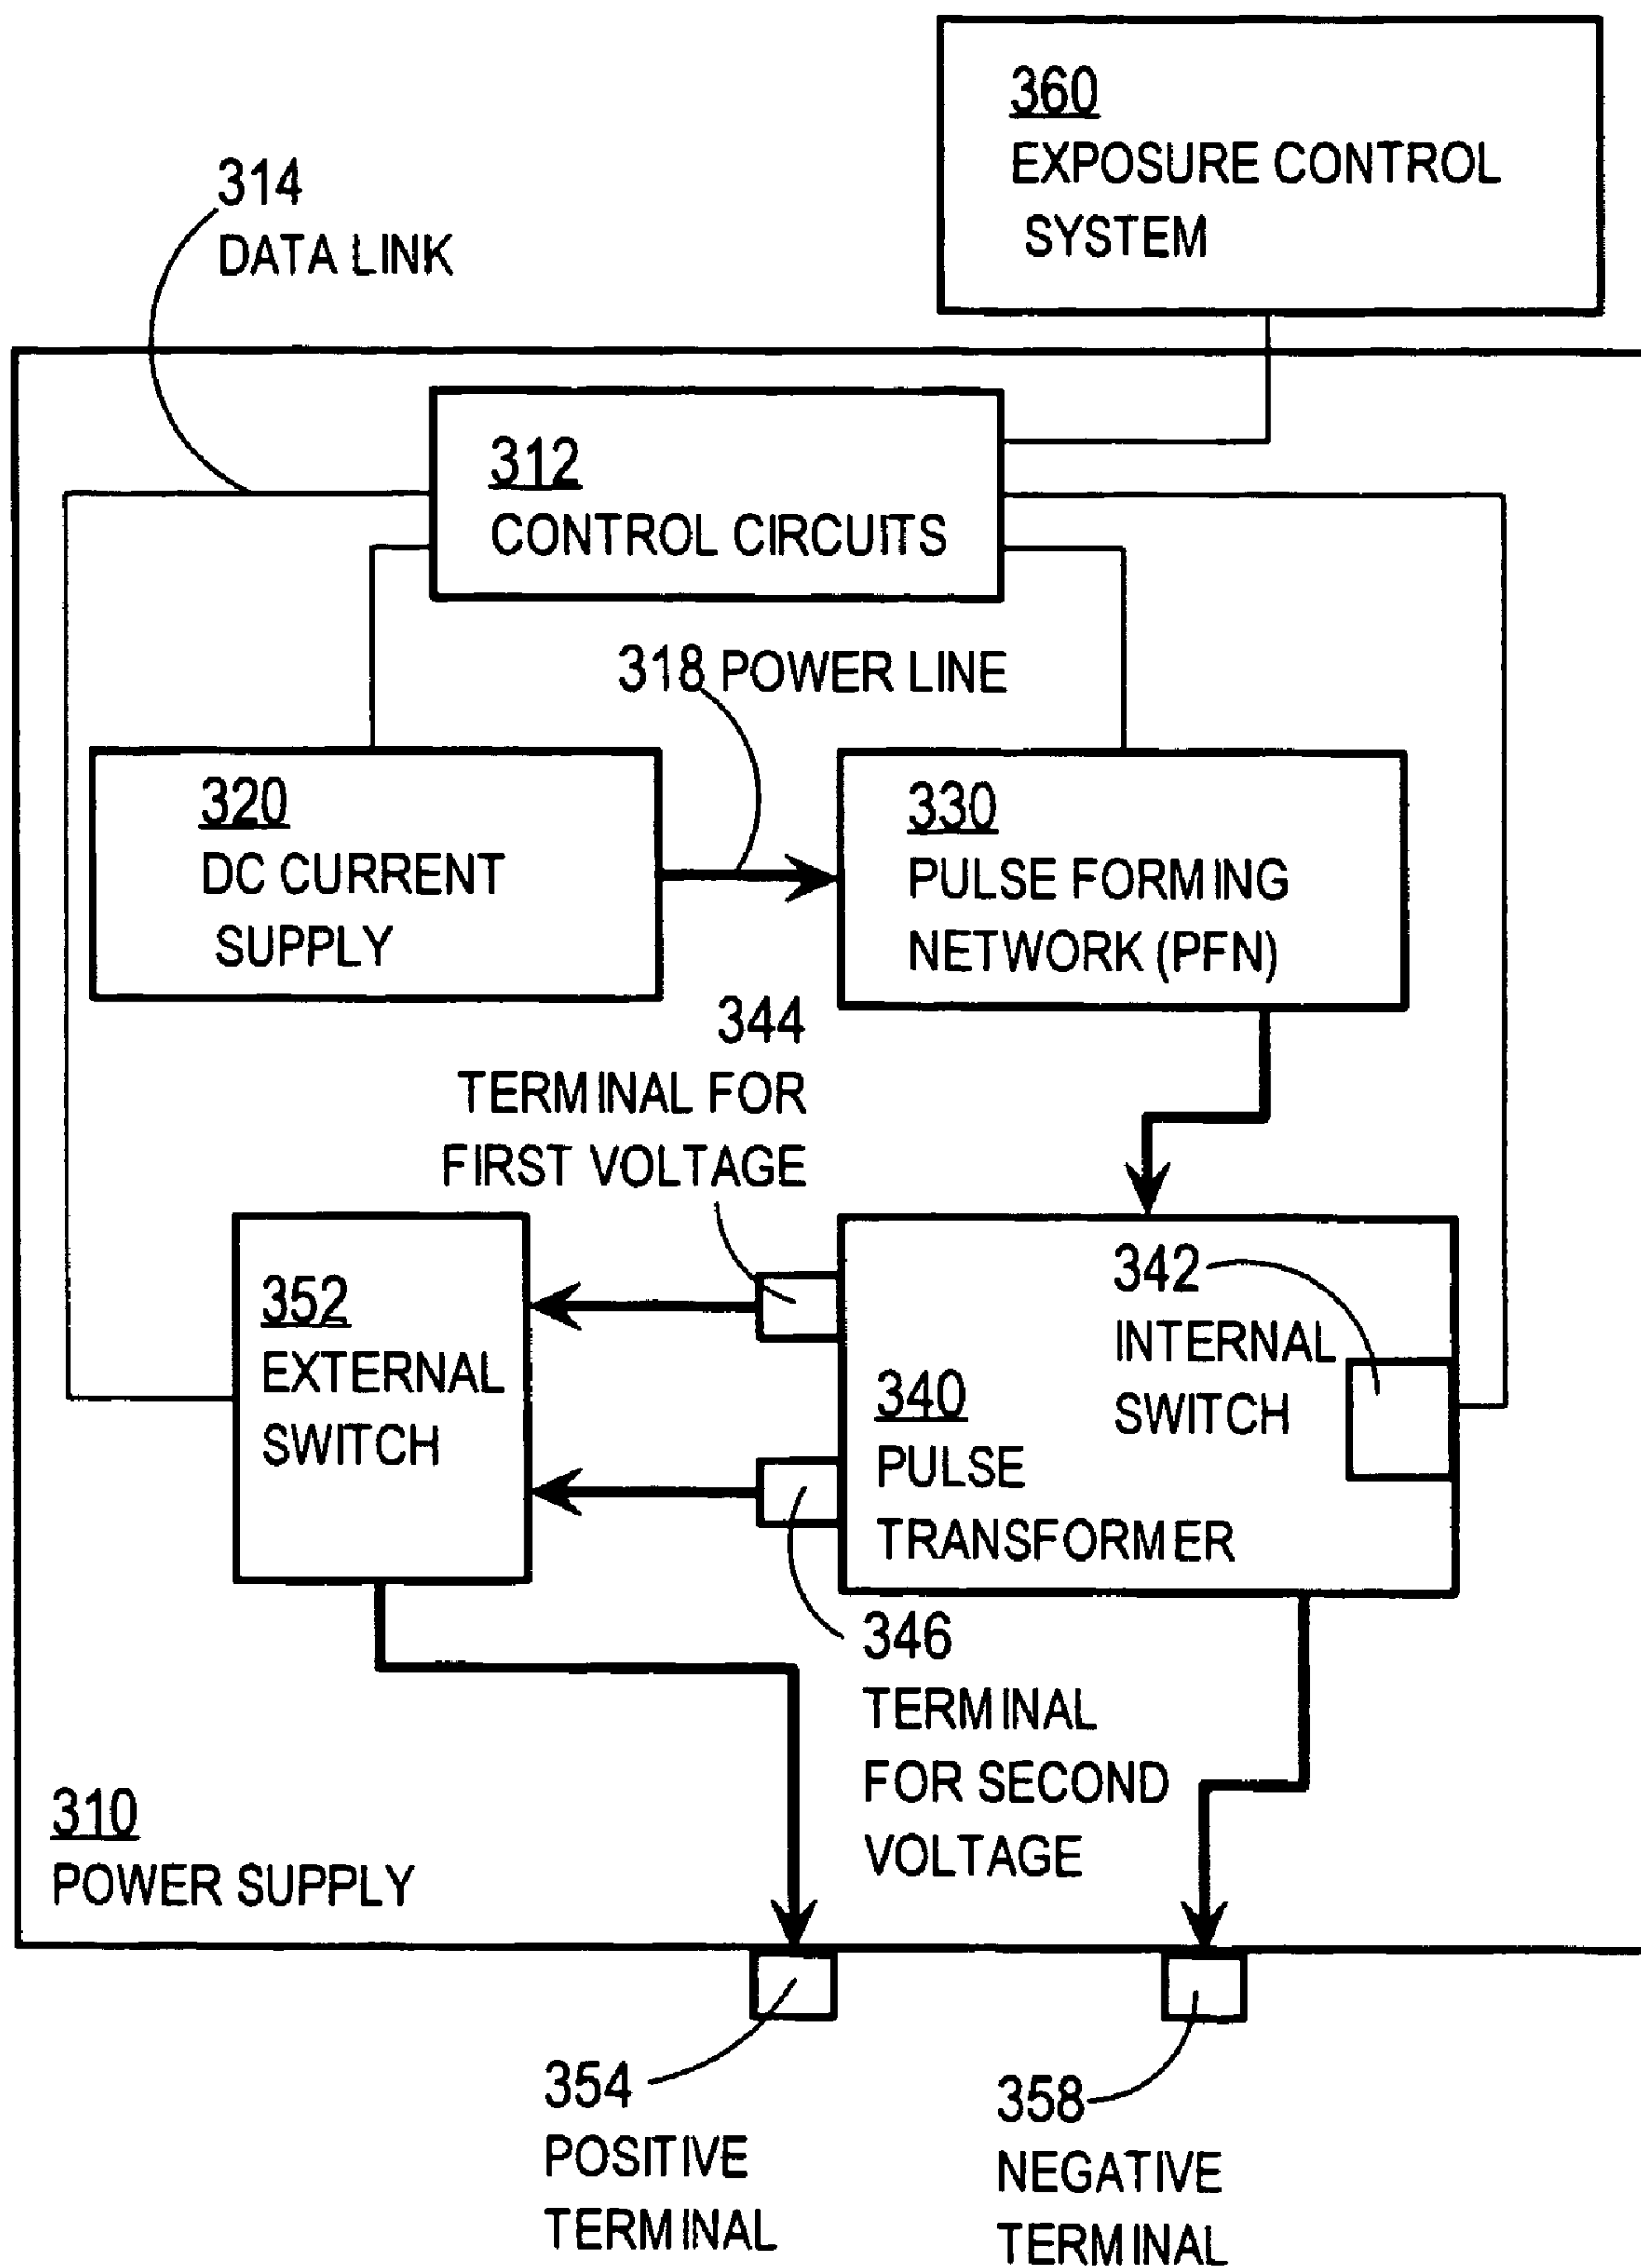 360
EXPOSURE CONTROL
SYSTEM
314
DATA LINK
312
CONTROL CIRCUITS
318 POWER LINE
320
DC CURRENT
SUPPLY
330
PULSE FORMING
NETWORK (PFN)
344
TERMINAL FOR
FIRST VOLTAGE
352
EXTERNAL
SWITCH
342
INTERNAL
SWITCH
340
PULSE
TRANSFORMER
346
TERMINAL
FOR SECOND
VOLTAGE
310
POWER SUPPLY
354
POSITIVE
TERMINAL
358
NEGATIVE
TERMINAL